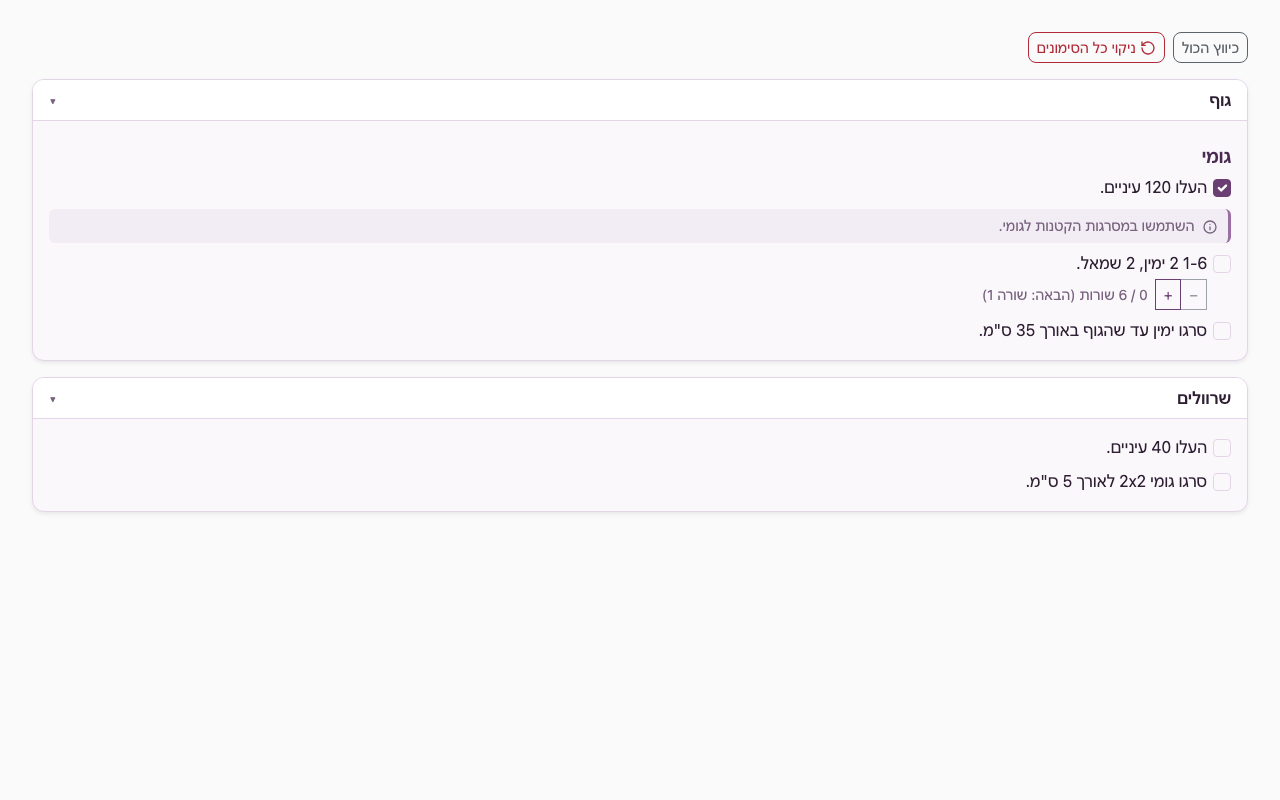 כיווץ הכול
ניקוי כל הסימונים
גוף
גומי
העלו 120 עיניים.
השתמשו במסרגות הקטנות לגומי.
1-6 2 ימין, 2 שמאל.
− + 0 / 6 שורות (הבאה: שורה 1)
סרגו ימין עד שהגוף באורך 35 ס"מ.
שרוולים
העלו 40 עיניים.
סרגו גומי 2x2 לאורך 5 ס"מ.